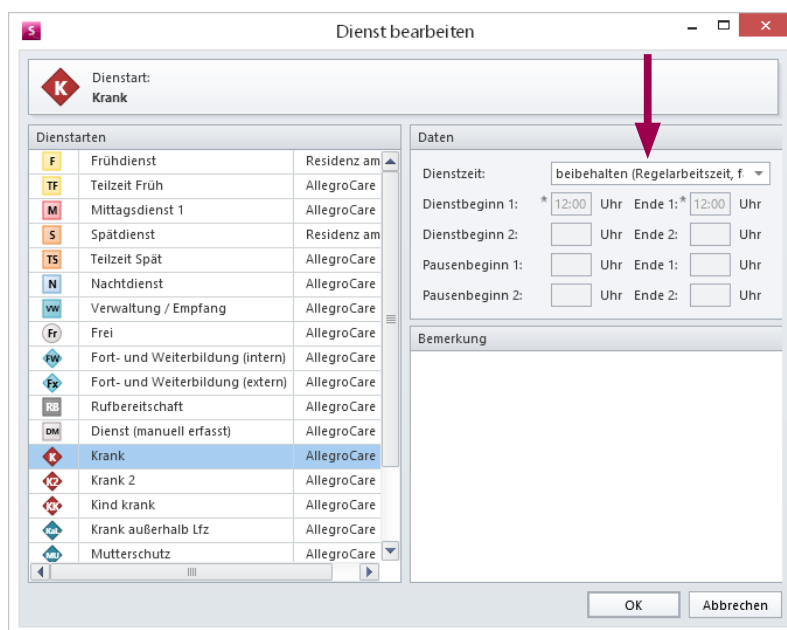 S Dienst bearbeiten
K Dienstart:
Krank
Dienstarten
F Frühdienst Residenz am
TF Teilzeit Früh AllegroCare
M Mittagsdienst 1 AllegroCare
S Spätdienst Residenz am
TS Teilzeit Spät AllegroCare
N Nachtdienst AllegroCare
VW Verwaltung / Empfang AllegroCare
Fr Frei AllegroCare
FW Fort- und Weiterbildung (intern) AllegroCare
Fx Fort- und Weiterbildung (extern) AllegroCare
RB Rufbereitschaft AllegroCare
DM Dienst (manuell erfasst) AllegroCare
K Krank AllegroCare
K2 Krank 2 AllegroCare
KK Kind krank AllegroCare
KaL Krank außerhalb Lfz AllegroCare
MU Mutterschutz AllegroCare
Daten
Dienstzeit: beibehalten (Regelarbeitszeit, f
Dienstbeginn 1: * 12:00 Uhr Ende 1: * 12:00 Uhr
Dienstbeginn 2: Uhr Ende 2: Uhr
Pausenbeginn 1: Uhr Ende 1: Uhr
Pausenbeginn 2: Uhr Ende 2: Uhr
Bemerkung
OK Abbrechen